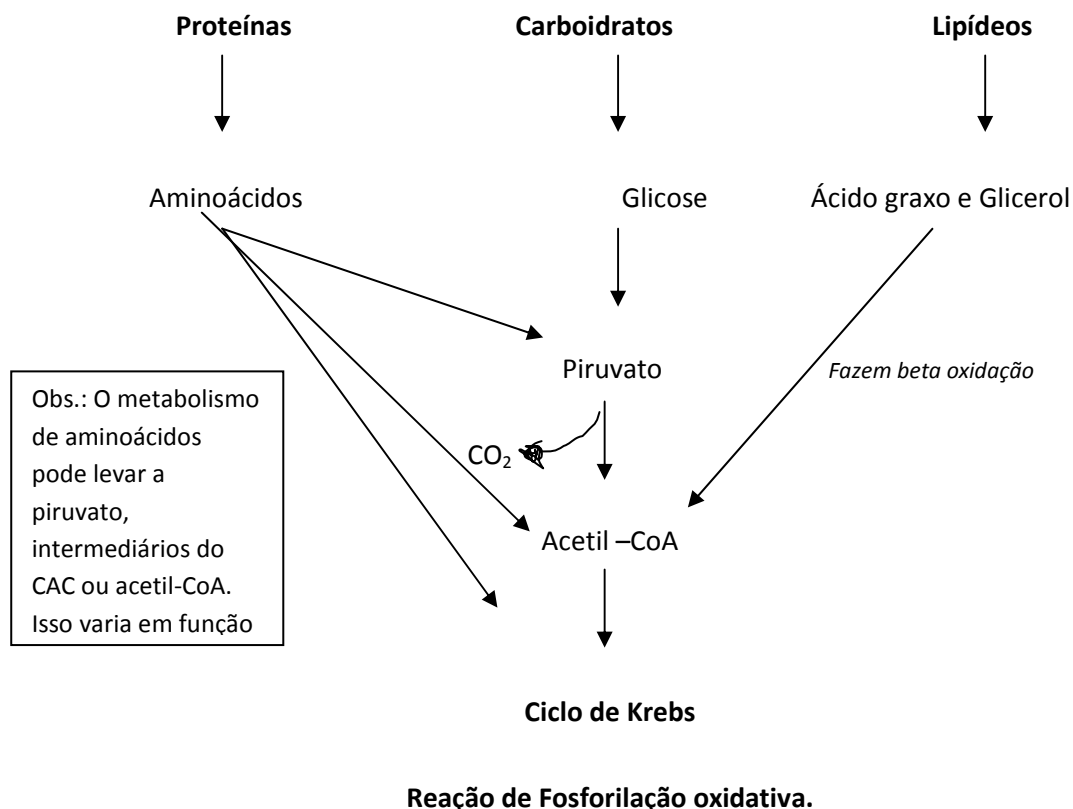 Proteínas Carboidratos Lipídeos
Aminoácidos Glicose Ácido graxo e Glicerol
Piruvato
Fazem beta oxidação
Obs.: O metabolismo
de aminoácidos
pode levar a
piruvato,
intermediários do
CAC ou acetil-CoA.
Isso varia em função
CO₂
Acetil –CoA
Ciclo de Krebs
Reação de Fosforilação oxidativa.